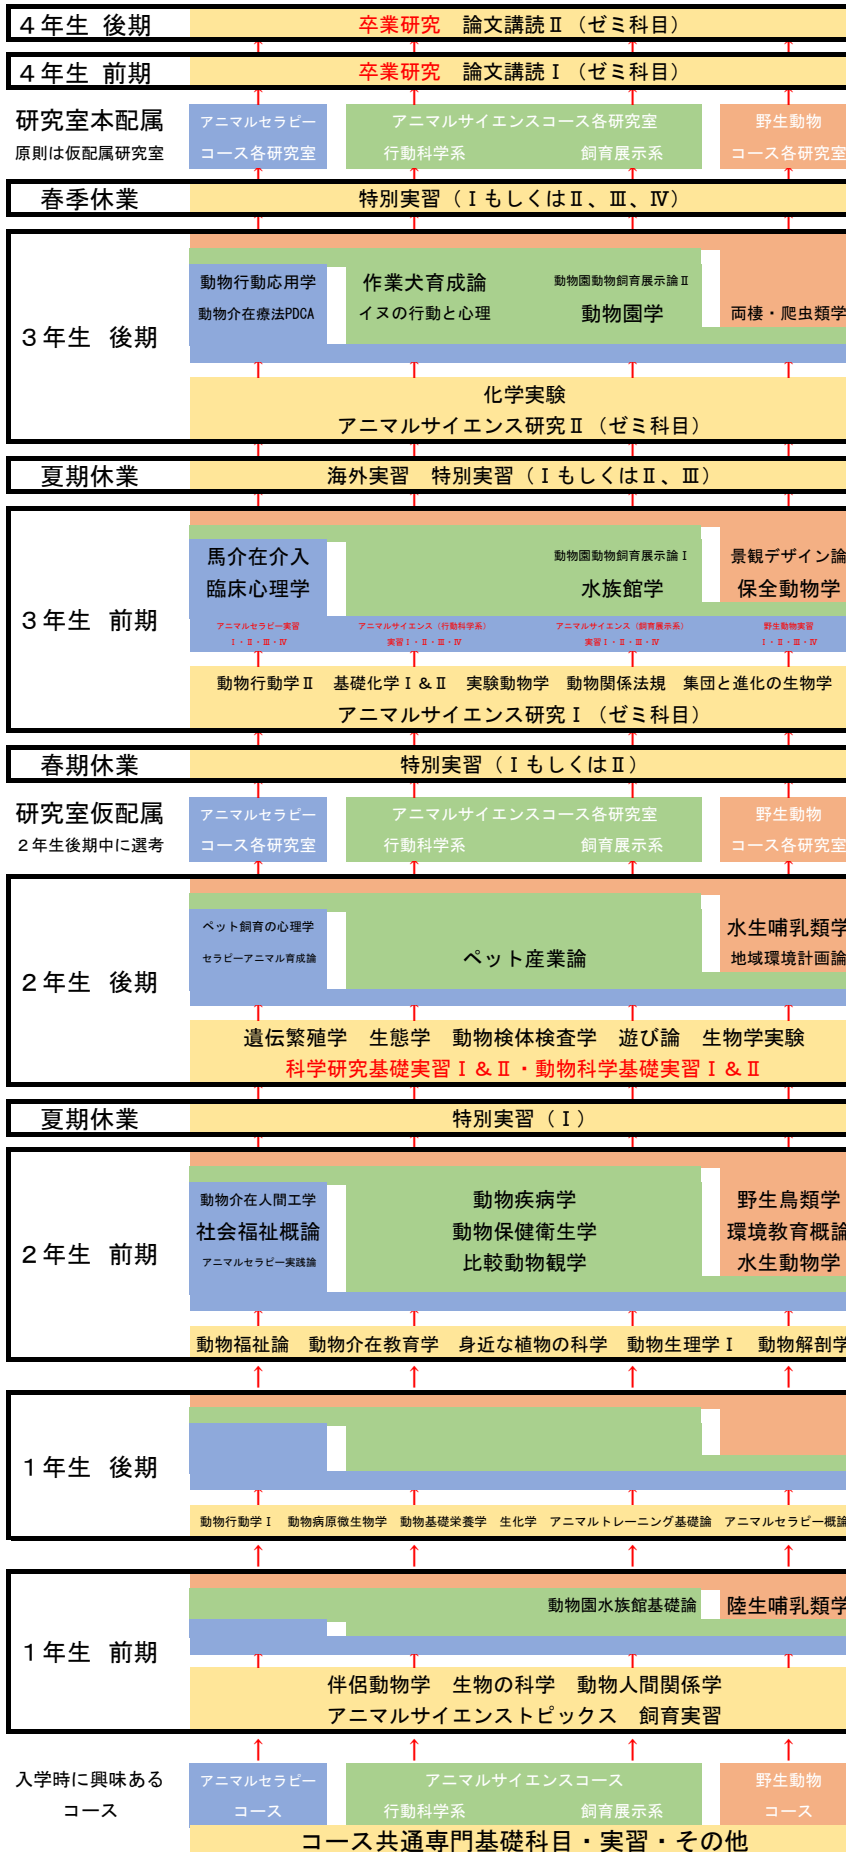 ４年生 後期
卒業研究 論文講読Ⅱ（ゼミ科目）
４年生 前期
卒業研究 論文講読Ⅰ（ゼミ科目）
研究室本配属
原則は仮配属研究室
アニマルセラピー
コース各研究室
アニマルサイエンスコース各研究室
行動科学系 飼育展示系
野生動物
コース各研究室
春季休業
特別実習（Ⅰもしくは Ⅱ、Ⅲ、Ⅳ）
３年生 後期
動物行動応用学
動物介在療法PDCA
作業犬育成論
イヌの行動と心理
動物園動物飼育展示論Ⅱ
動物園学
両棲・爬虫類学
化学実験
アニマルサイエンス研究Ⅱ（ゼミ科目）
夏期休業
海外実習 特別実習（Ⅰもしくは Ⅱ、Ⅲ）
３年生 前期
馬介在介入
臨床心理学
動物園動物飼育展示論Ⅰ
水族館学
景観デザイン論
保全動物学
アニマルセラピー実習
Ⅰ・Ⅱ・Ⅲ・Ⅳ
アニマルサイエンス（行動科学系）
実習Ⅰ・Ⅱ・Ⅲ・Ⅳ
アニマルサイエンス（飼育展示系）
実習Ⅰ・Ⅱ・Ⅲ・Ⅳ
野生動物実習
Ⅰ・Ⅱ・Ⅲ・Ⅳ
動物行動学Ⅱ 基礎化学Ⅰ＆Ⅱ 実験動物学 動物関係法規 集団と進化の生物学
アニマルサイエンス研究Ⅰ（ゼミ科目）
春期休業
特別実習（Ⅰもしくは Ⅱ）
研究室仮配属
２年生後期中に選考
アニマルセラピー
コース各研究室
アニマルサイエンスコース各研究室
行動科学系 飼育展示系
野生動物
コース各研究室
２年生 後期
ペット飼育の心理学
セラピーアニマル育成論
ペット産業論
水生哺乳類学
地域環境計画論
遺伝繁殖学 生態学 動物検体検査学 遊び論 生物学実験
科学研究基礎実習Ⅰ＆Ⅱ・動物科学基礎実習Ⅰ＆Ⅱ
夏期休業
特別実習（Ⅰ）
２年生 前期
動物介在人間工学
社会福祉概論
アニマルセラピー実践論
動物疾病学
動物保健衛生学
比較動物観学
野生鳥類学
環境教育概論
水生動物学
動物福祉論 動物介在教育学 身近な植物の科学 動物生理学Ⅰ 動物解剖学
１年生 後期
動物行動学Ⅰ 動物病原微生物学 動物基礎栄養学 生化学 アニマルトレーニング基礎論 アニマルセラピー概論
１年生 前期
動物園水族館基礎論
陸生哺乳類学
伴侶動物学 生物の科学 動物人間関係学
アニマルサイエンストピックス 飼育実習
入学時に興味ある
コース
アニマルセラピー
コース
アニマルサイエンスコース
行動科学系 飼育展示系
野生動物
コース
コース共通専門基礎科目・実習・その他